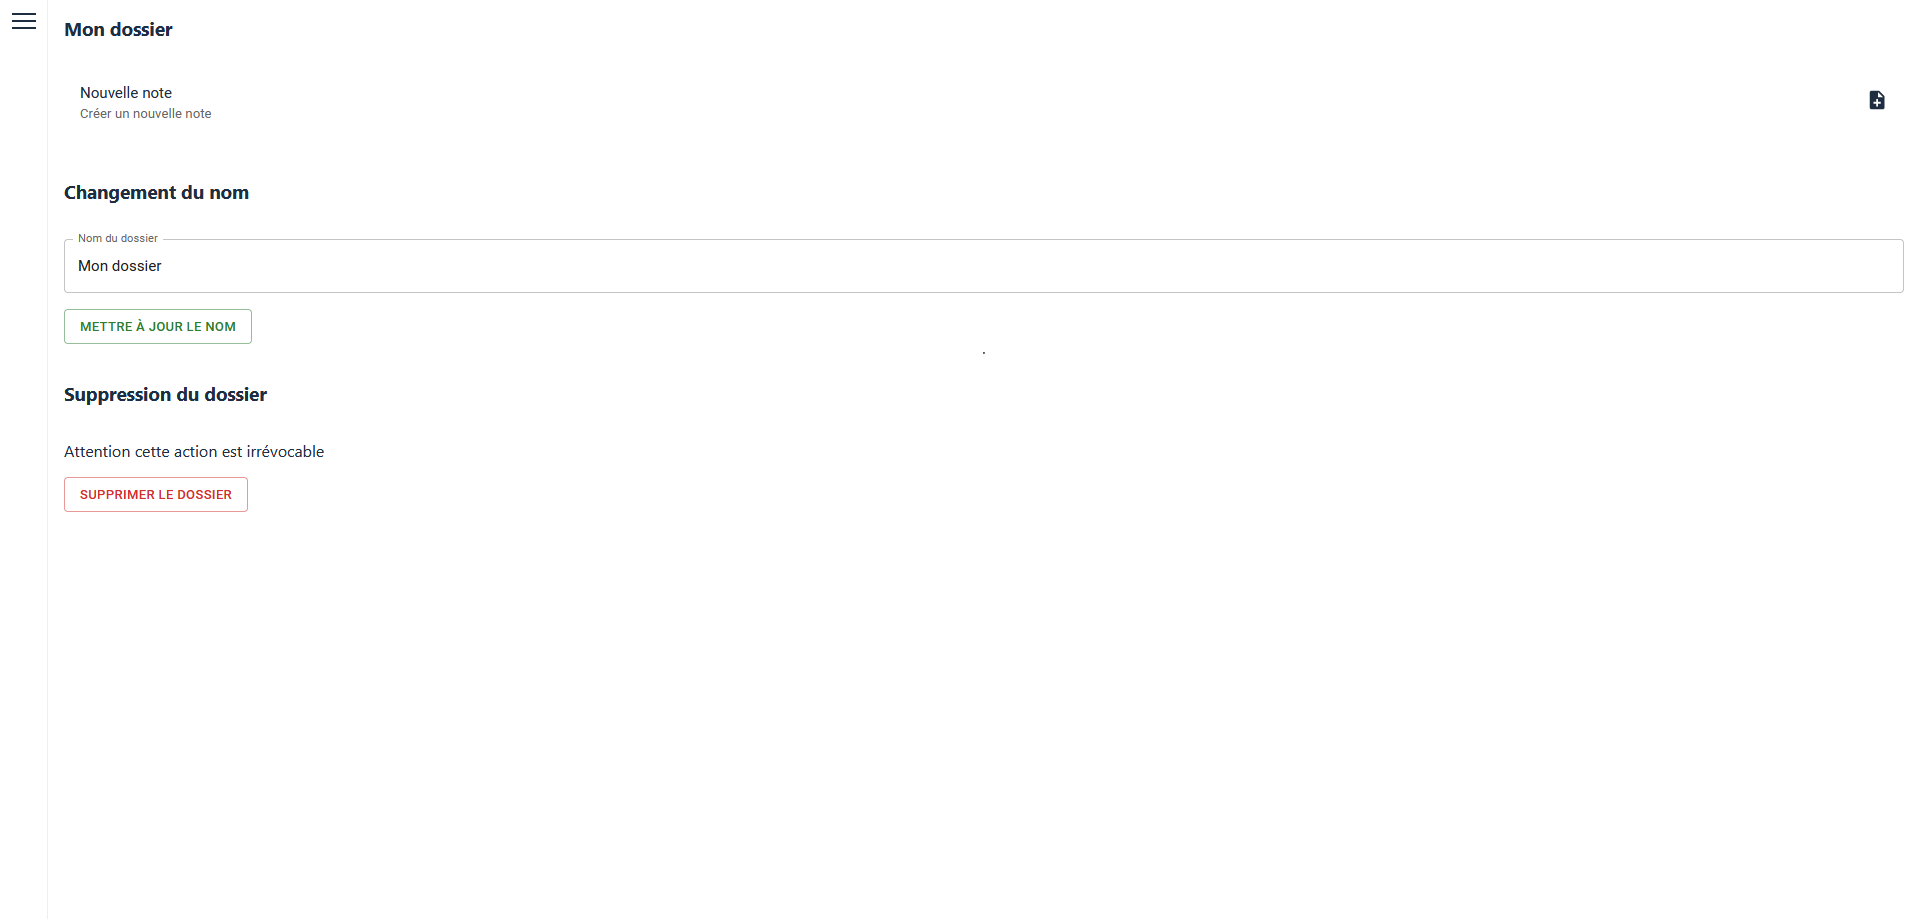 Mon dossier
Nouvelle note
Créer un nouvelle note
Changement du nom
Nom du dossier
Mon dossier
METTRE À JOUR LE NOM
Suppression du dossier
Attention cette action est irrévocable
SUPPRIMER LE DOSSIER